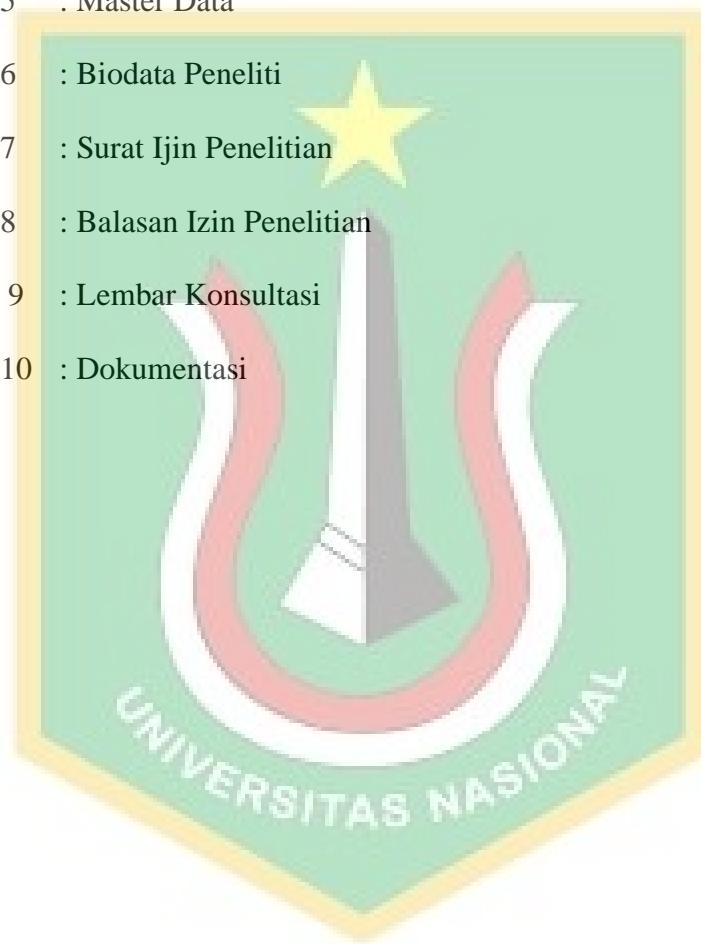 5 : Master Data
6 : Biodata Peneliti
7 : Surat Ijin Penelitian
8 : Balasan Izin Penelitian
9 : Lembar Konsultasi
10 : Dokumentasi
UNIVERSITAS NASIONAL